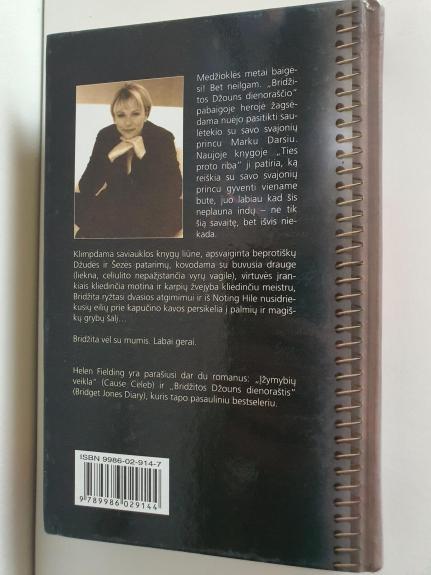 Medžioklės metai baigė-
si! Bet neilgam. „Bridži-
tos Džouns dienoraščio"
pabaigoje herojė žagsė-
dama nuėjo pasitikti sau-
lėtekio su savo svajonių
princu Marku Darsiu.
Naujoje knygoje „Ties
proto riba" ji patiria, ką
reiškia su savo svajonių
princu gyventi viename
bute, juo labiau kad šis
neplauna indų – ne tik
šią savaitę, bet išvis nie-
kada.
Klimpdama saviauklos knygų liūne, apsvaiginta beprotiškų
Džudės ir Šezės patarimų, kovodama su buvusia drauge
(liekna, celiulito nepažįstančia vyrų vagile), virtuvės įran-
kiais kliedinčia motina ir karpių žvejyba kliedinčiu meistru,
Bridžita ryžtasi dvasios atgimimui ir iš Noting Hilo nusidrie-
kusių eilių prie kapučino kavos persikelia į palmių ir magiš-
kų grybų šalį...
Bridžita vėl su mumis. Labai gerai.
Helen Fielding yra parašiusi dar du romanus: „Įžymybių
veikla" (Cause Celeb) ir „Bridžitos Džouns dienoraštis"
(Bridget Jones Diary), kuris tapo pasauliniu bestseleriu.
ISBN 9986-02-914-7
9 789986 029144